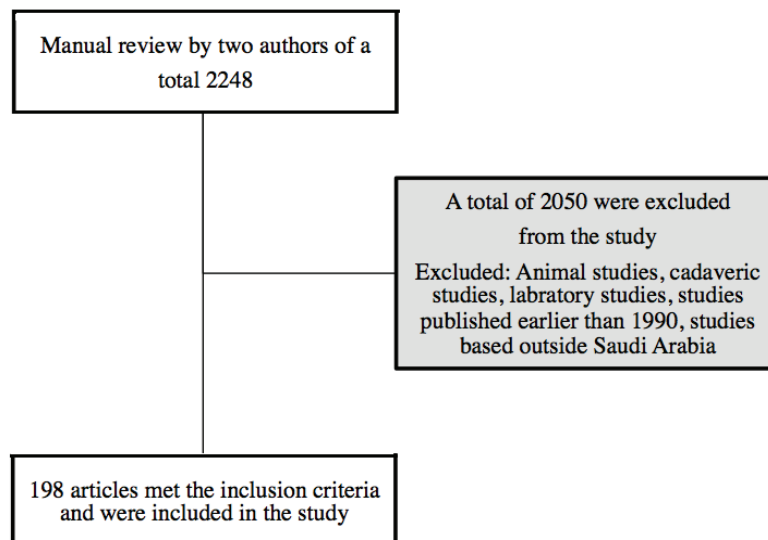 Manual review by two authors of a
total 2248
A total of 2050 were excluded
from the study
Excluded: Animal studies, cadaveric
studies, labratory studies, studies
published earlier than 1990, studies
based outside Saudi Arabia
198 articles met the inclusion criteria
and were included in the study